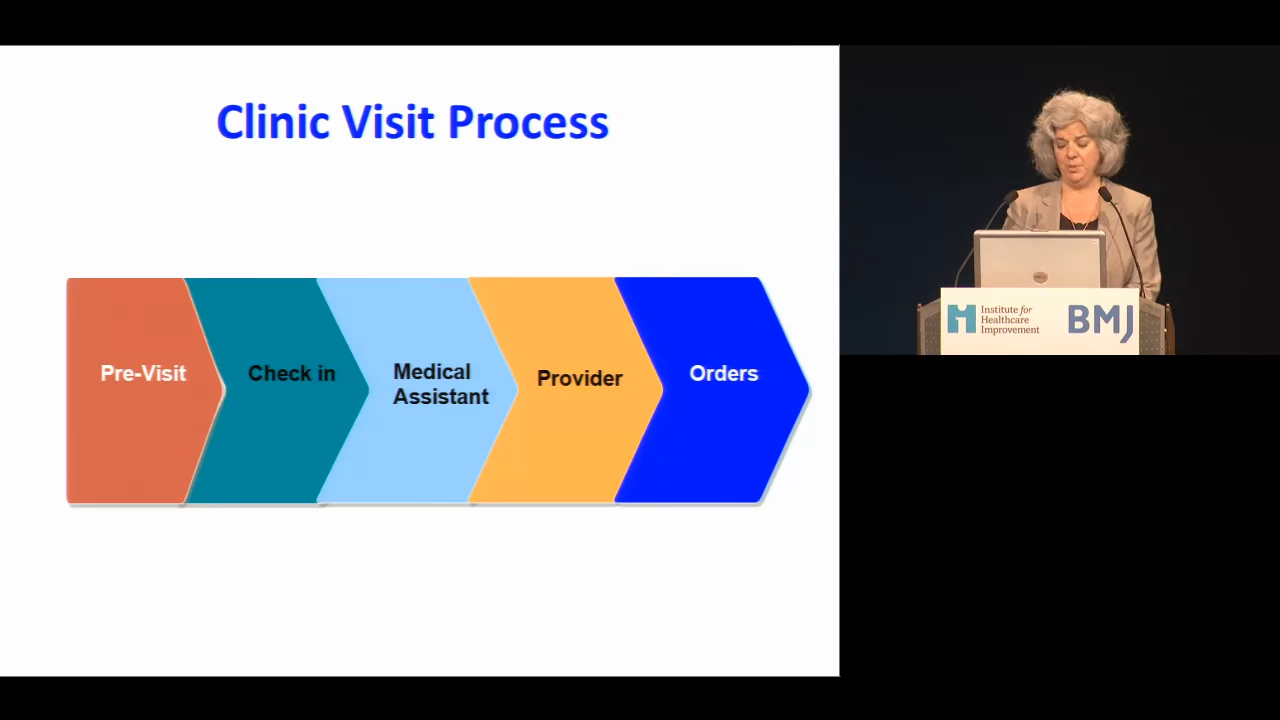 Clinic Visit Process
Pre-Visit
Check in
Medical
Assistant
Provider
Orders
Institute for
Healthcare
Improvement
BMJ